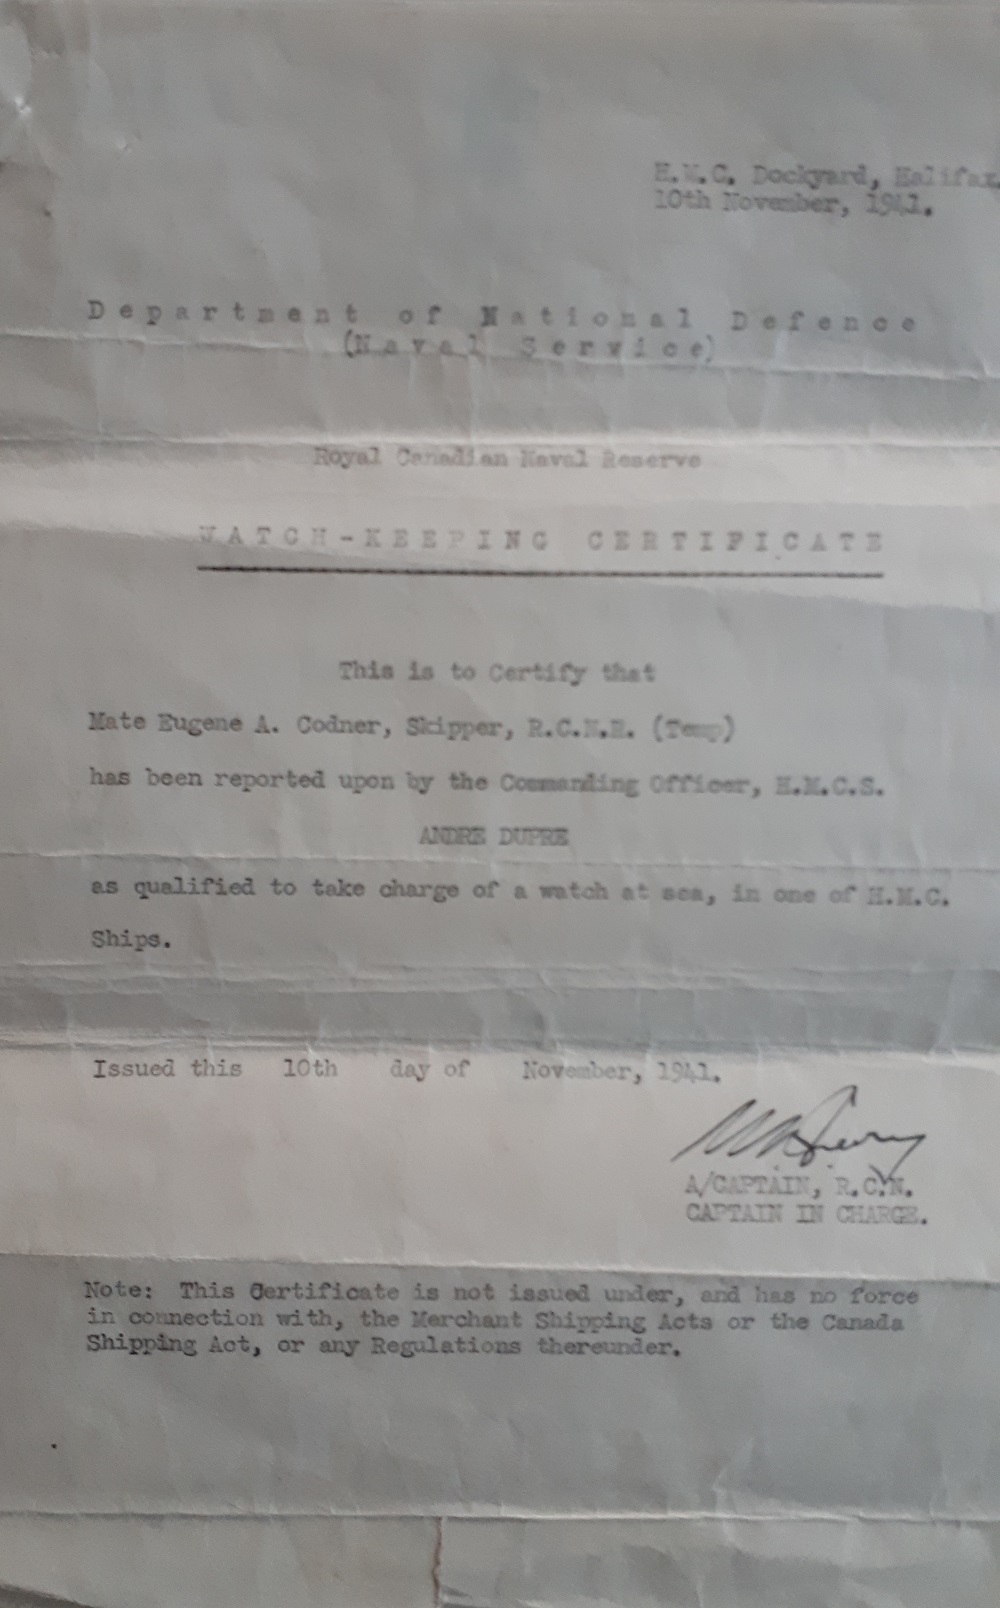 H.M.C. Dockyard, Halifax.
10th November, 1941.
Department of National Defence
(Naval Service)
Royal Canadian Naval Reserve
WATCH-KEEPING CERTIFICATE
This is to Certify that
Mate Eugene A. Codner, Skipper, R.C.N.R. (Temp)
has been reported upon by the Commanding Officer, H.M.C.S.
ANDRE DUPRE
as qualified to take charge of a watch at sea, in one of H.M.C.
Ships.
Issued this 10th day of November, 1941.
A/CAPTAIN, R.C.N.
CAPTAIN IN CHARGE.
Note: This Certificate is not issued under, and has no force
in connection with, the Merchant Shipping Acts or the Canada
Shipping Act, or any Regulations thereunder.